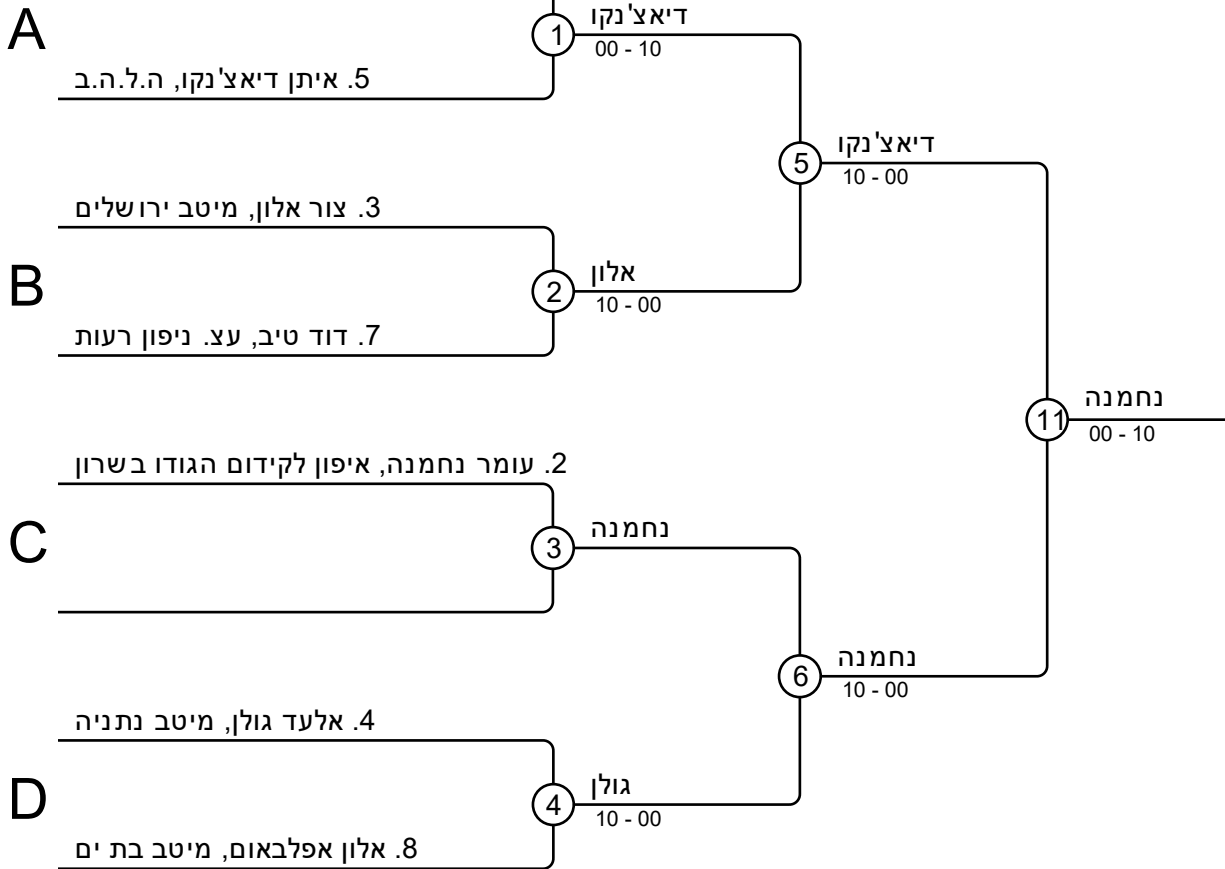 A
1
דיאצ'נקו
00 - 10
5. איתן דיאצ'נקו, ה.ל.ה.ב
5
דיאצ'נקו
10 - 00
3. צור אלון, מיטב ירושלים
B
2
אלון
10 - 00
7. דוד טיב, עצ. ניפון רעות
11
נחמנה
00 - 10
2. עומר נחמנה, איפון לקידום הגודו בשרון
C
3
נחמנה
6
נחמנה
10 - 00
4. אלעד גולן, מיטב נתניה
D
4
גולן
10 - 00
8. אלון אפלבאום, מיטב בת ים